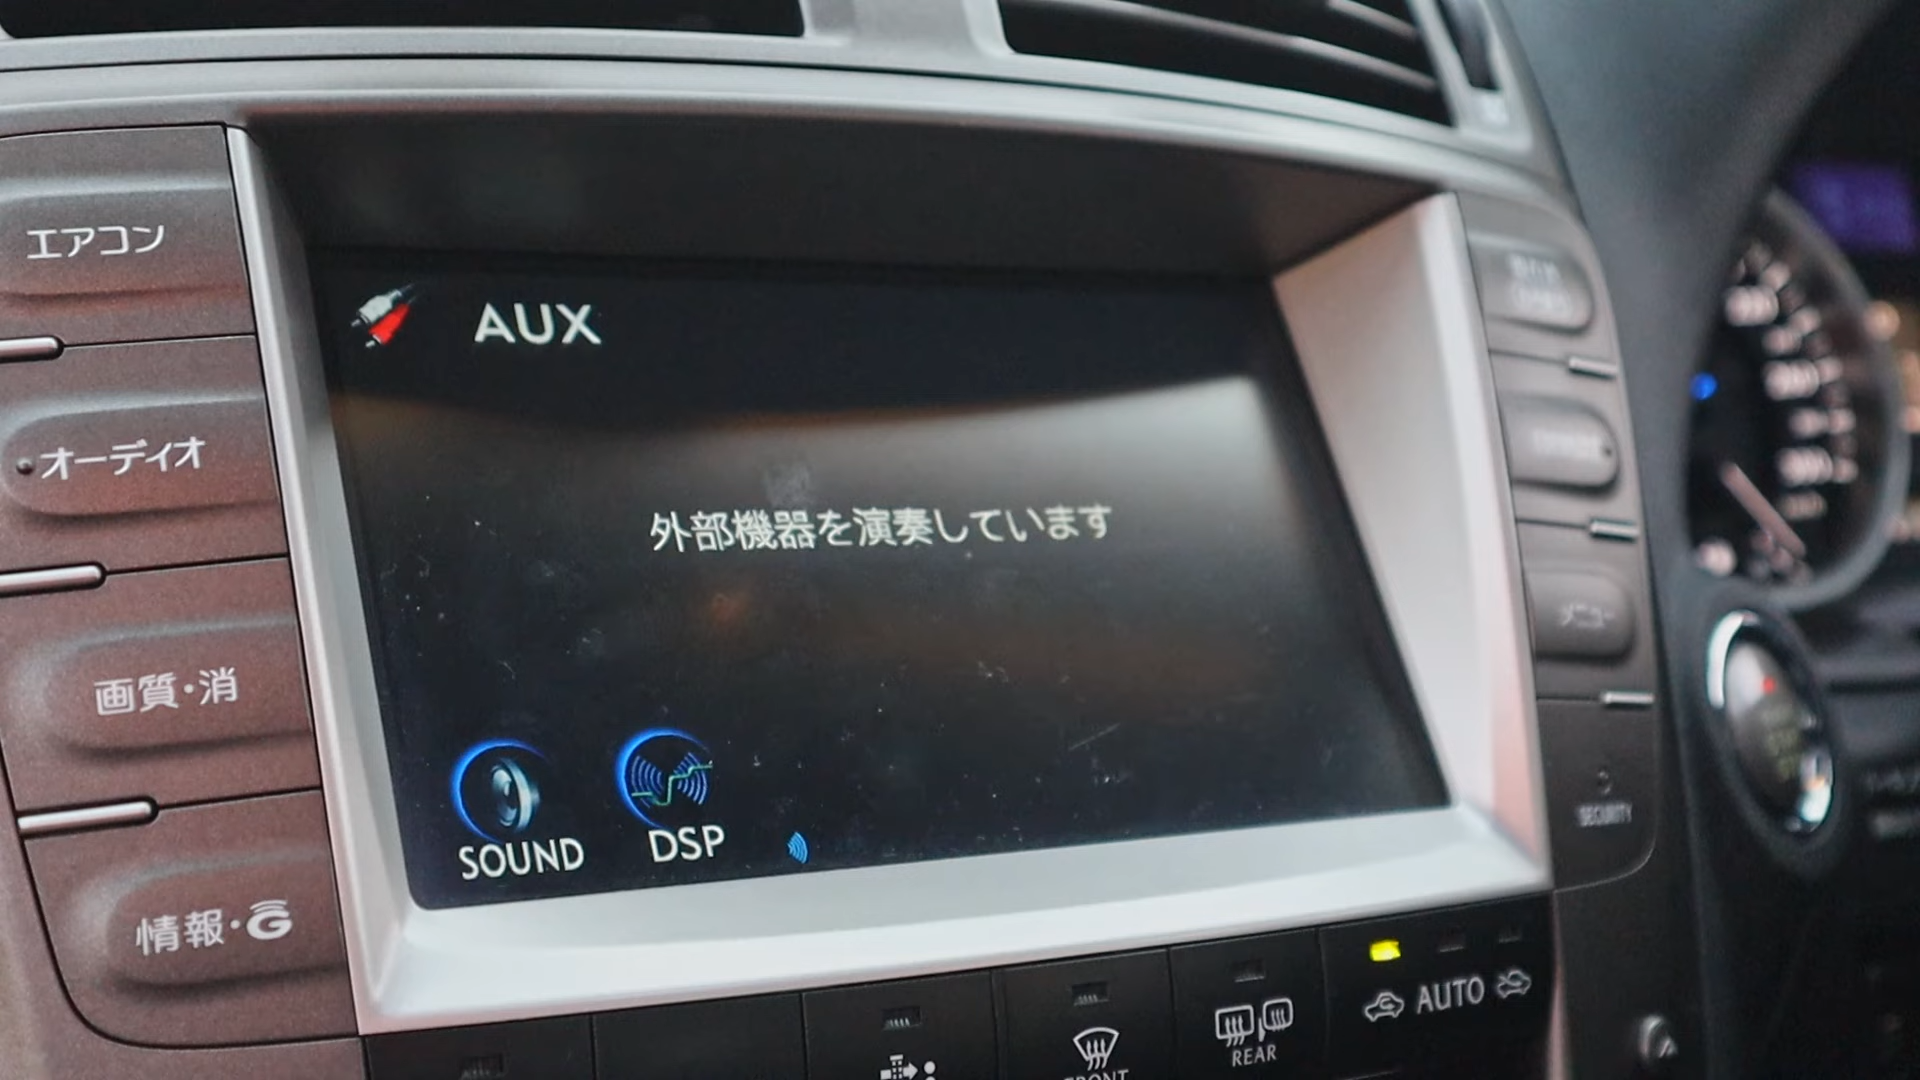 エアコン
オーディオ
画質・消
情報・G
AUX
外部機器を演奏しています
SOUND
DSP
メニュー
SECURITY
FRONT
REAR
AUTO